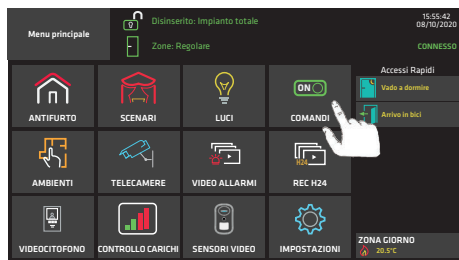 Menu principale
Disinserito: Impianto totale
Zone: Regolare
15:55:42
08/10/2020
CONNESSO
ANTIFURTO
SCENARI
LUCI
ON
COMANDI
AMBIENTI
TELECAMERE
VIDEO ALLARMI
H24
REC H24
VIDEOCITOFONO
CONTROLLO CARICHI
SENSORI VIDEO
IMPOSTAZIONI
Accessi Rapidi
Vado a dormire
Arrivo in bici
ZONA GIORNO
20.5°C